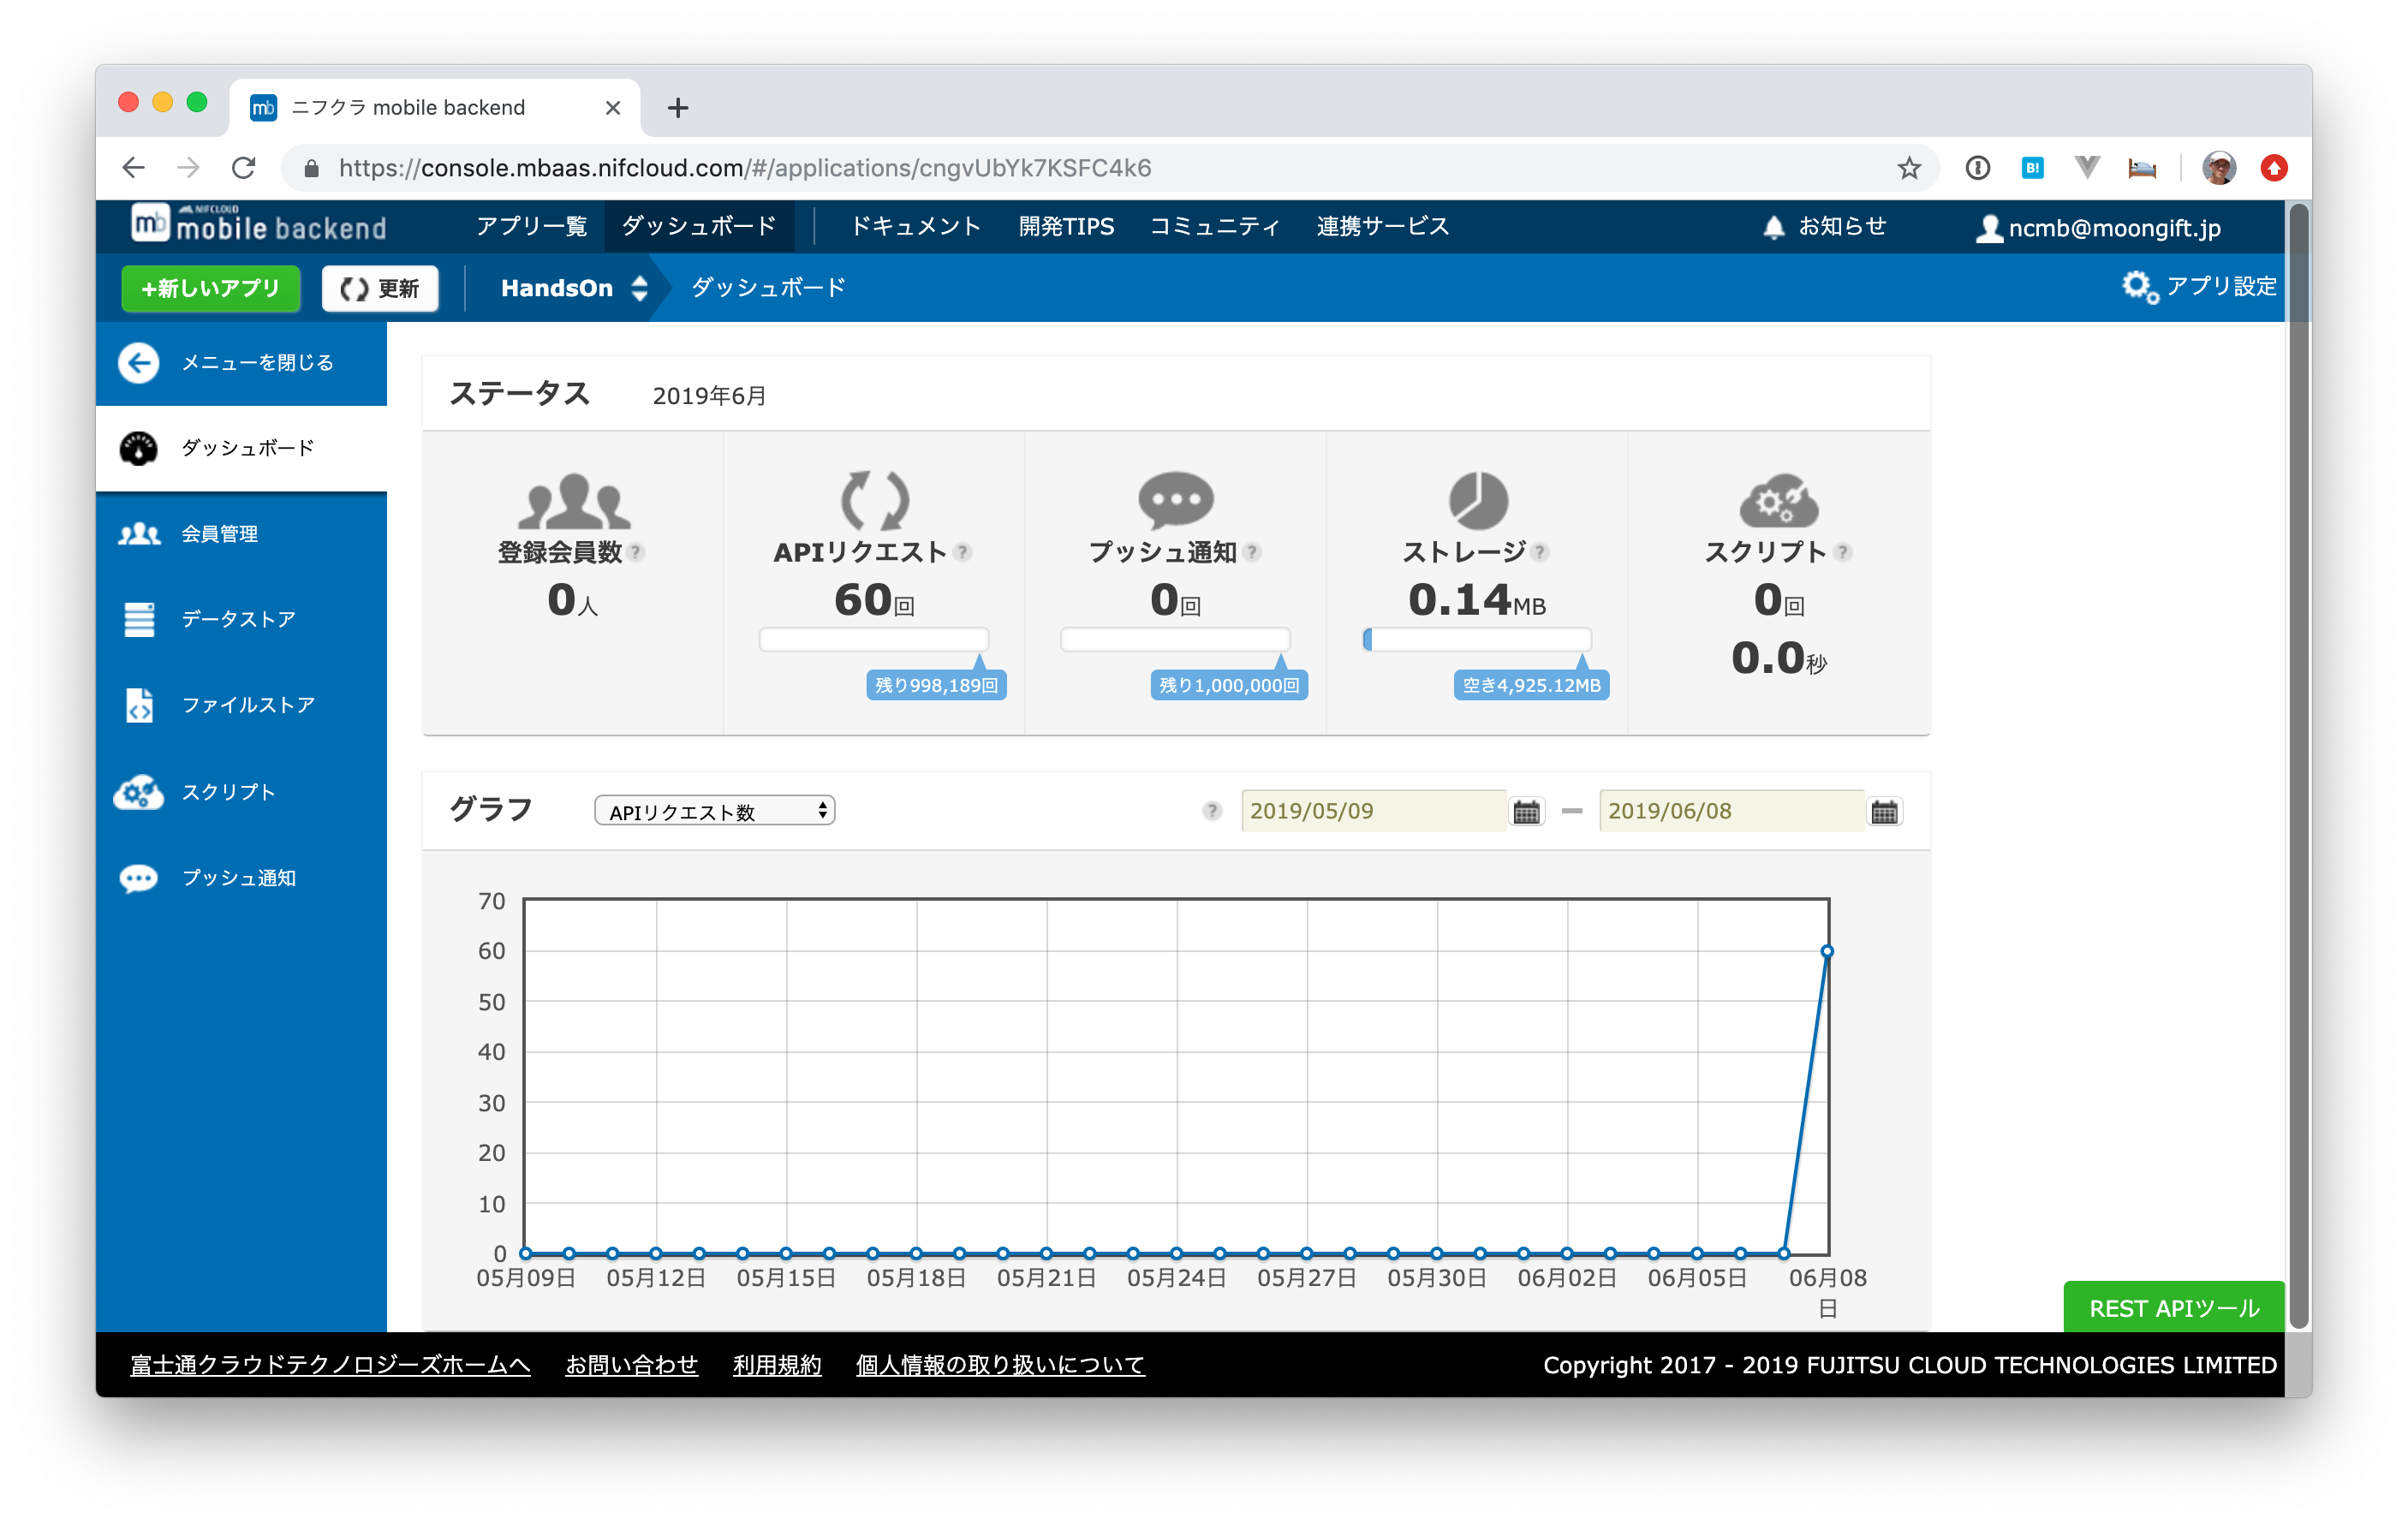 ニフクラ mobile backend
https://console.mbaas.nifcloud.com/#/applications/cngvUbYk7KSFC4k6
B!
mb NIFCLOUD mobile backend
アプリ一覧 ダッシュボード ドキュメント 開発TIPS コミュニティ 連携サービス お知らせ ncmb@moongift.jp
+新しいアプリ 更新 HandsOn ダッシュボード アプリ設定
メニューを閉じる
ダッシュボード
会員管理
データストア
ファイルストア
スクリプト
プッシュ通知
ステータス 2019年6月
登録会員数 ?
0人
APIリクエスト ?
60回
残り998,189回
プッシュ通知 ?
0回
残り1,000,000回
ストレージ ?
0.14MB
空き4,925.12MB
スクリプト ?
0回
0.0秒
グラフ APIリクエスト数 ? 2019/05/09 2019/06/08
70
60
50
40
30
20
10
0
05月09日 05月12日 05月15日 05月18日 05月21日 05月24日 05月27日 05月30日 06月02日 06月05日 06月08日
REST APIツール
富士通クラウドテクノロジーズホームへ お問い合わせ 利用規約 個人情報の取り扱いについて Copyright 2017 - 2019 FUJITSU CLOUD TECHNOLOGIES LIMITED